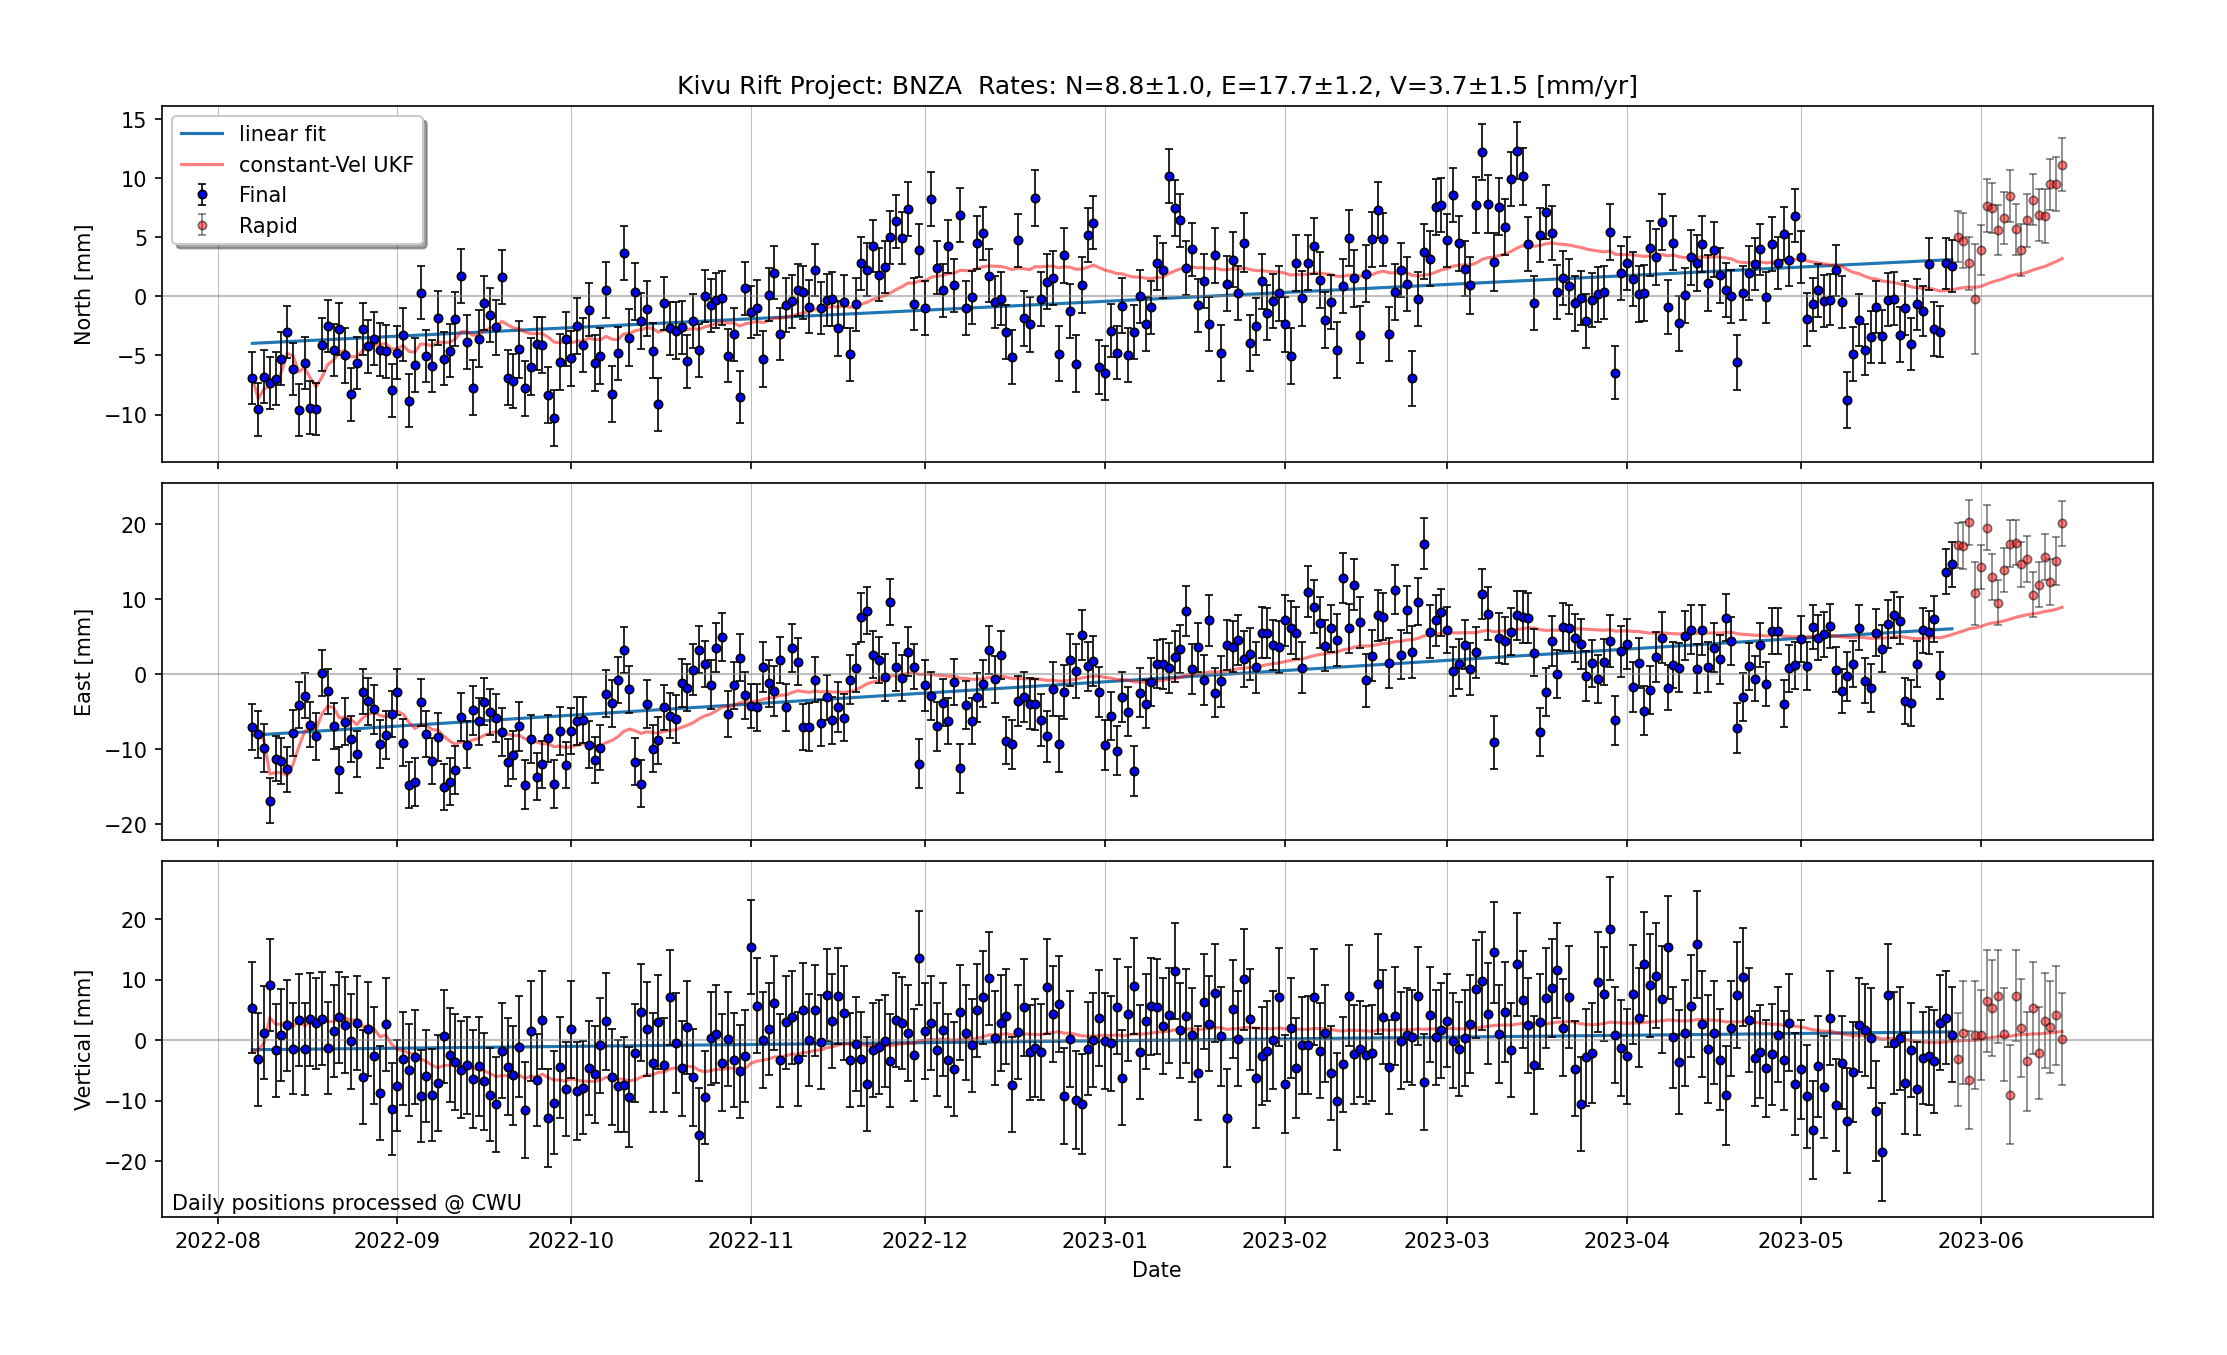 Kivu Rift Project: BNZA  Rates: N=8.8±1.0, E=17.7±1.2, V=3.7±1.5 [mm/yr]
linear fit
constant-Vel UKF
Final
Rapid
15
10
5
0
−5
−10
North [mm]
20
10
0
−10
−20
East [mm]
20
10
0
−10
−20
Vertical [mm]
Daily positions processed @ CWU
2022-08 2022-09 2022-10 2022-11 2022-12 2023-01 2023-02 2023-03 2023-04 2023-05 2023-06
Date